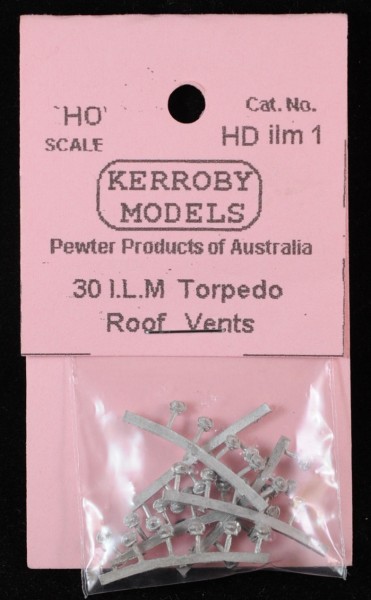 'HO'
SCALE
Cat. No.
HD ilm 1
KERROBY
MODELS
Pewter Products of Australia
30 I.L.M Torpedo
Roof Vents